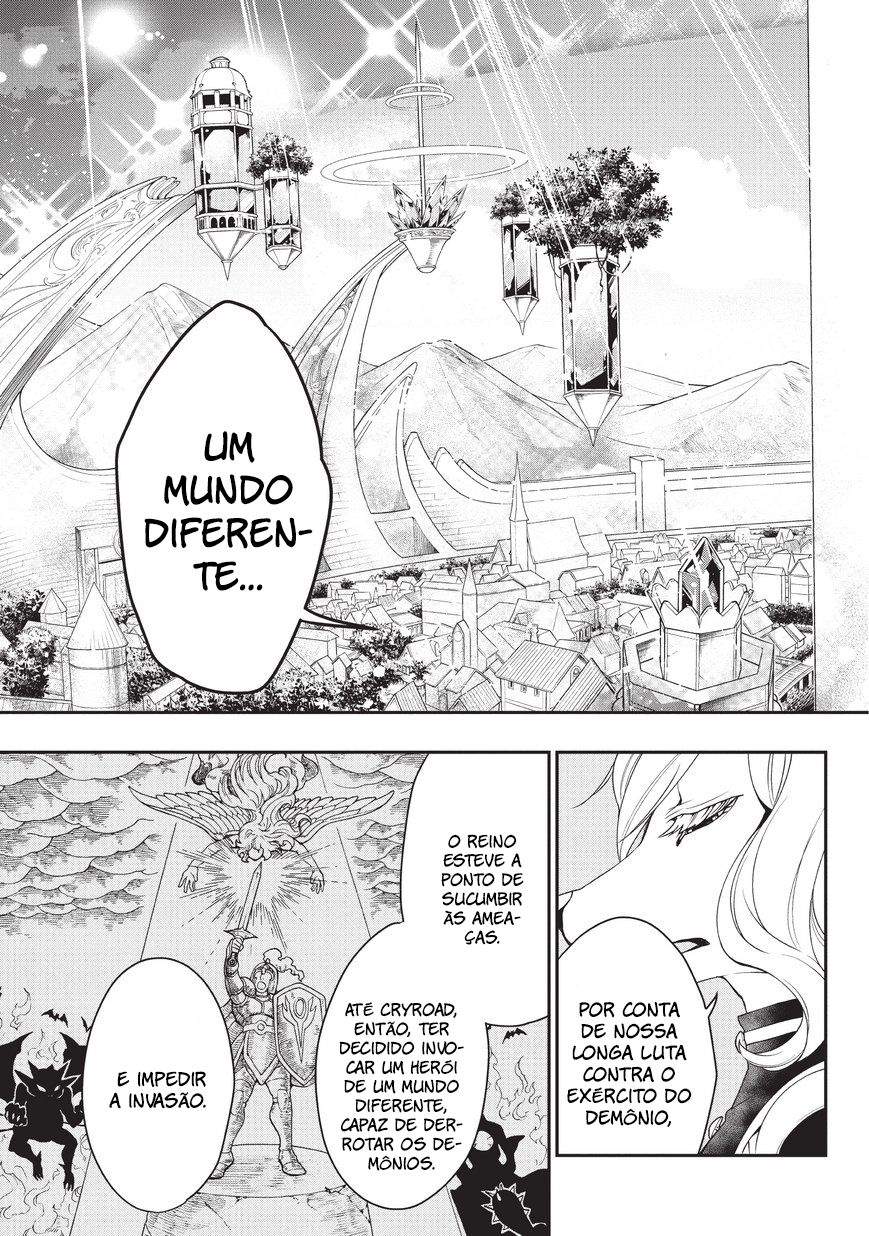 UM
MUNDO
DIFEREN-
TE...
POR CONTA
DE NOSSA
LONGA LUTA
CONTRA O
EXÉRCITO DO
DEMÔNIO,
O REINO
ESTEVE A
PONTO DE
SUCUMBIR
ÀS AMEA-
ÇAS.
ATÉ CRYROAD,
ENTÃO, TER
DECIDIDO INVO-
CAR UM HERÓI
DE UM MUNDO
DIFERENTE,
CAPAZ DE DER-
ROTAR OS DE-
MÔNIOS.
E IMPEDIR
A INVASÃO.